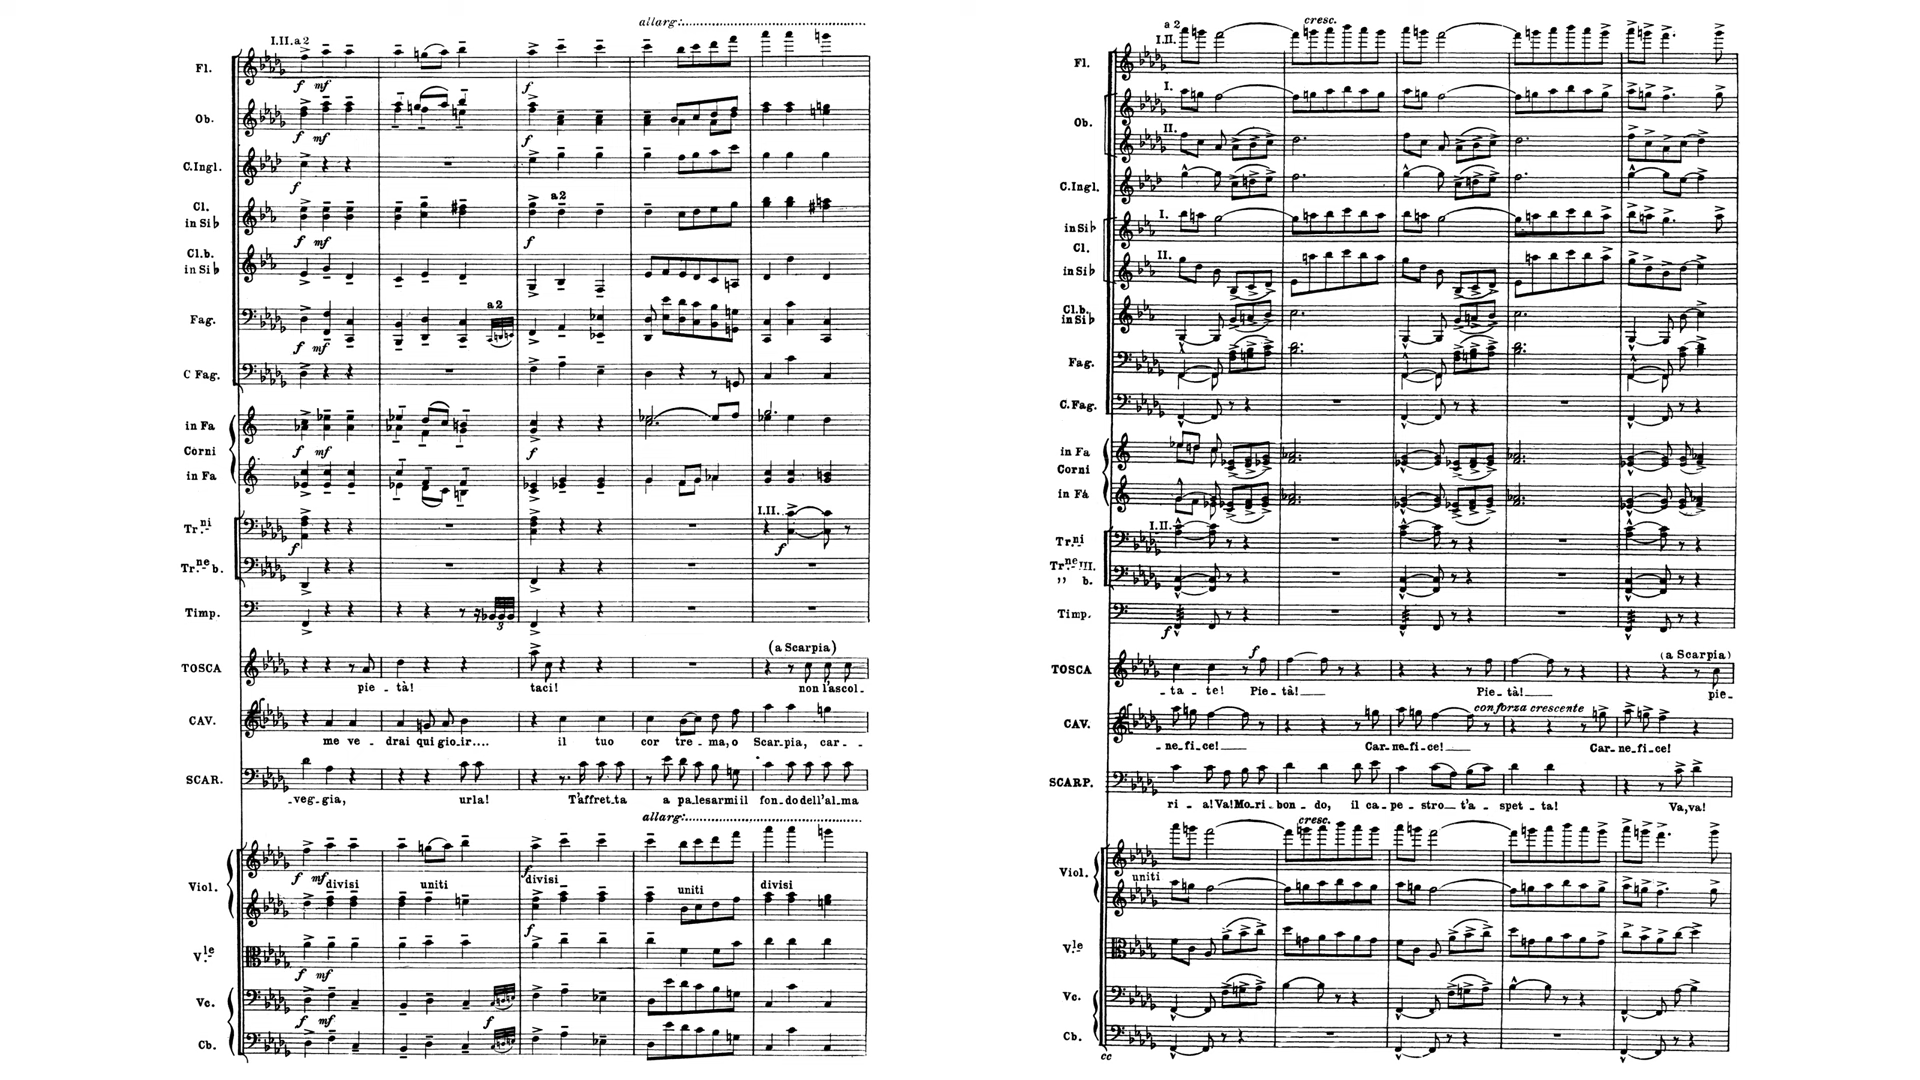 allarg:
I.II. a 2
Fl.
f mf
f
Ob.
f mf
f
C.Ingl.
f
Cl.
in Si♭
a 2
f mf
f
Cl.b.
in Si♭
a 2
Fag.
f mf
C Fag.
in Fa
Corni
f mf
f
in Fa
I.II.
Tr.ni
f
f
Tr.ne b.
Timp.
3
(a Scarpia)
TOSCA
pie - tà! taci! non l'ascol-
CAV.
me ve - drai qui gio-ir.... il tuo cor tre - ma, o Scar-pia, car -
SCAR.
-veg-gia, urla! T'affret-ta a pa-lesarmi il fon-do dell'al-ma
allarg:
f mf divisi uniti f divisi uniti divisi
Viol.
f
V.le
f mf
Vc.
f mf f
Cb.
a 2
I.II.
cresc.
Fl.
I.
Ob.
II.
C.Ingl.
I.
in Si♭
Cl.
II.
in Si♭
Cl.b.
in Si♭
Fag.
C.Fag.
in Fa
Corni
in Fa
I.II.
Tr.ni
Tr.ne III.
,, b.
Timp.
f
f
(a Scarpia)
TOSCA
- ta - te! Pie - tà! Pie - tà! pie-
con forza crescente
CAV.
- ne-fi-ce! Car-ne-fi-ce! Car-ne-fi-ce!
SCARP.
ri - a! Va! Mo-ri-bon - do, il ca-pe - stro t'a - spet - ta! Va, va!
cresc.
Viol.
uniti
V.le
Vc.
Cb.
cc